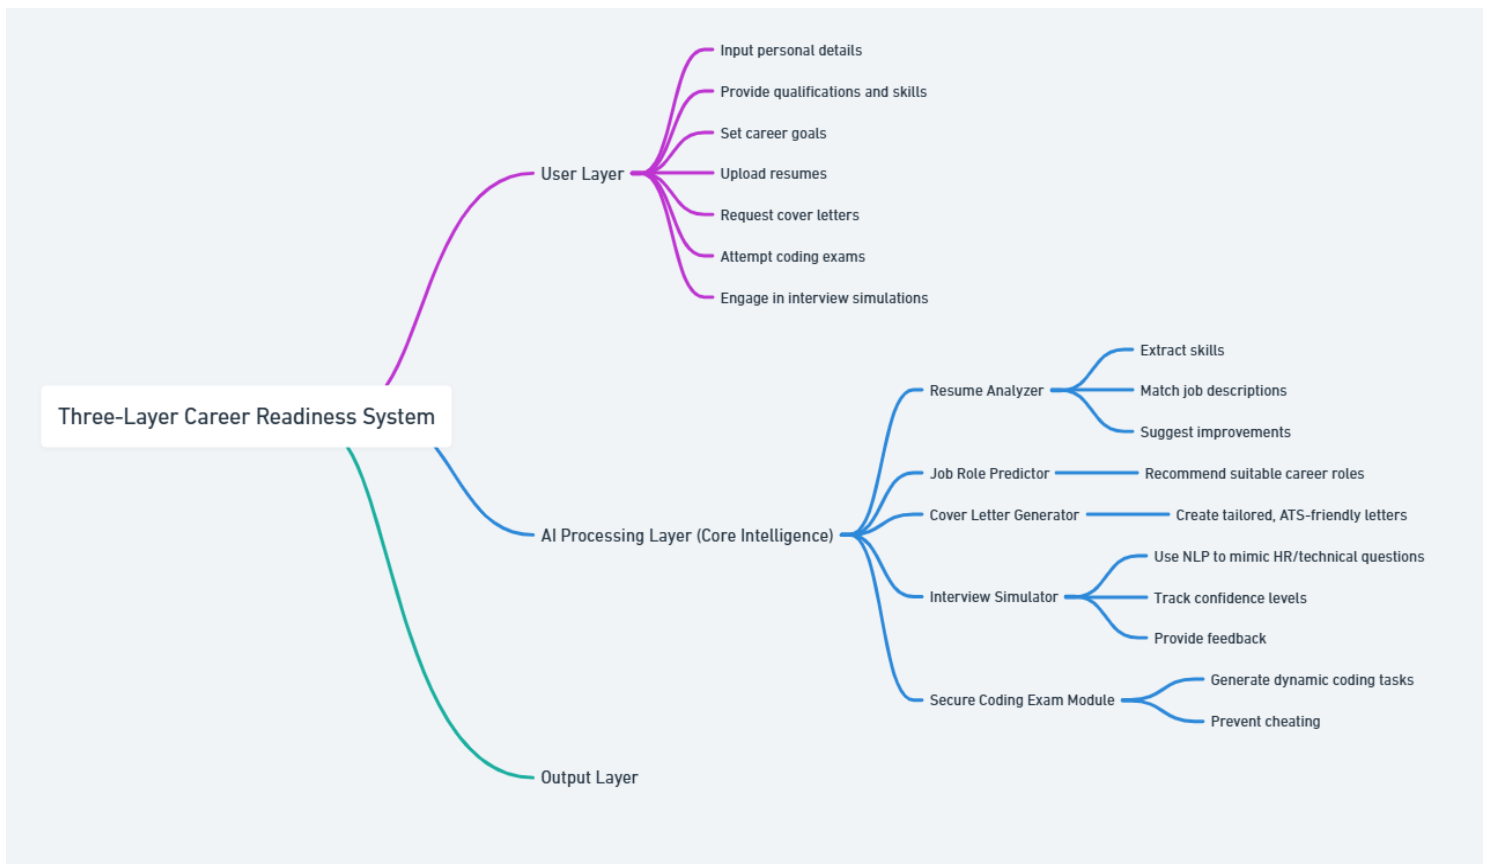 Three-Layer Career Readiness System
User Layer
Input personal details
Provide qualifications and skills
Set career goals
Upload resumes
Request cover letters
Attempt coding exams
Engage in interview simulations
AI Processing Layer (Core Intelligence)
Resume Analyzer
Extract skills
Match job descriptions
Suggest improvements
Job Role Predictor
Recommend suitable career roles
Cover Letter Generator
Create tailored, ATS-friendly letters
Interview Simulator
Use NLP to mimic HR/technical questions
Track confidence levels
Provide feedback
Secure Coding Exam Module
Generate dynamic coding tasks
Prevent cheating
Output Layer